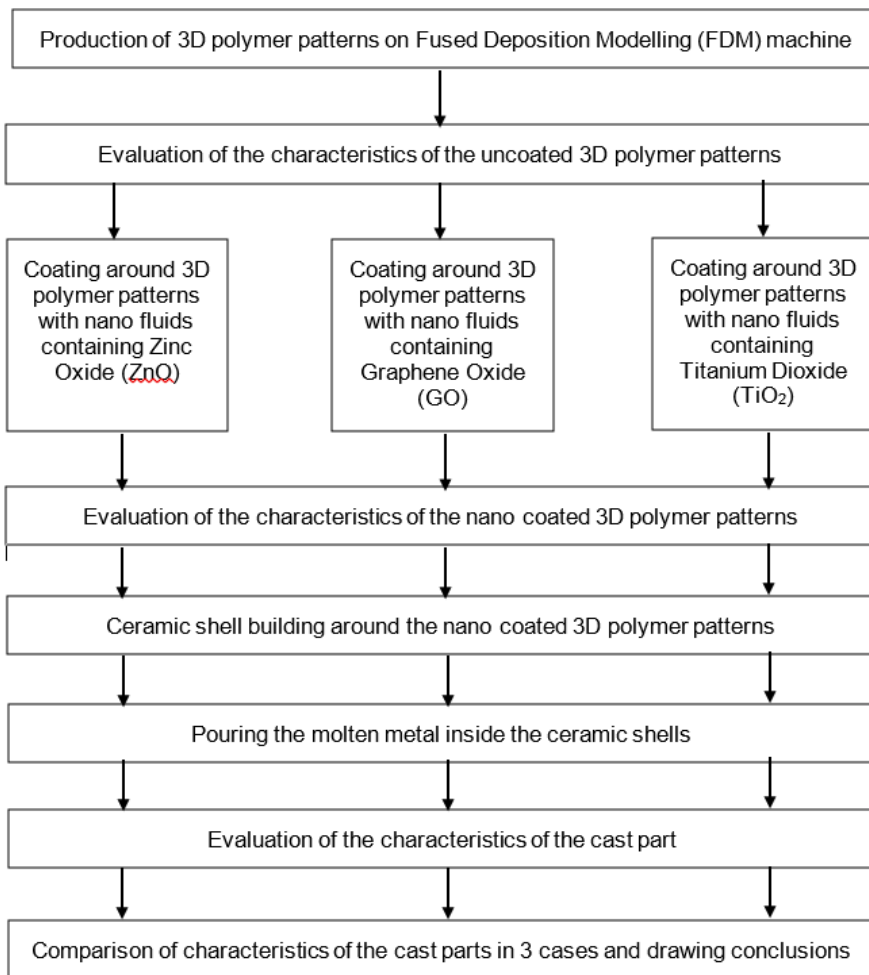 Production of 3D polymer patterns on Fused Deposition Modelling (FDM) machine
Evaluation of the characteristics of the uncoated 3D polymer patterns
Coating around 3D
polymer patterns
with nano fluids
containing Zinc
Oxide (ZnO)
Coating around 3D
polymer patterns
with nano fluids
containing
Graphene Oxide
(GO)
Coating around 3D
polymer patterns
with nano fluids
containing
Titanium Dioxide
(TiO₂)
Evaluation of the characteristics of the nano coated 3D polymer patterns
Ceramic shell building around the nano coated 3D polymer patterns
Pouring the molten metal inside the ceramic shells
Evaluation of the characteristics of the cast part
Comparison of characteristics of the cast parts in 3 cases and drawing conclusions